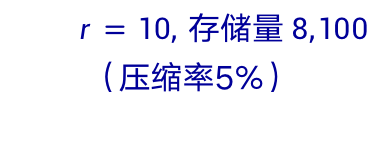 r = 10, 存储量 8,100
（压缩率5%）